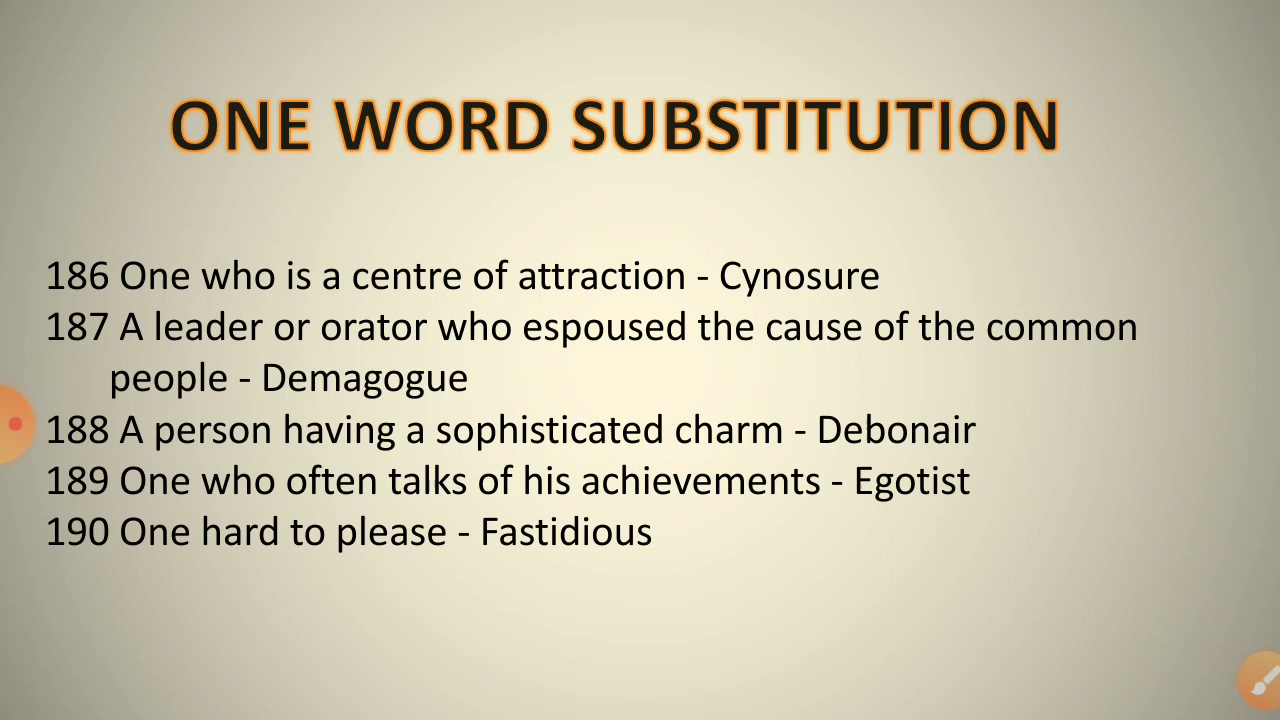 ONE WORD SUBSTITUTION
186 One who is a centre of attraction - Cynosure
187 A leader or orator who espoused the cause of the common
people - Demagogue
188 A person having a sophisticated charm - Debonair
189 One who often talks of his achievements - Egotist
190 One hard to please - Fastidious